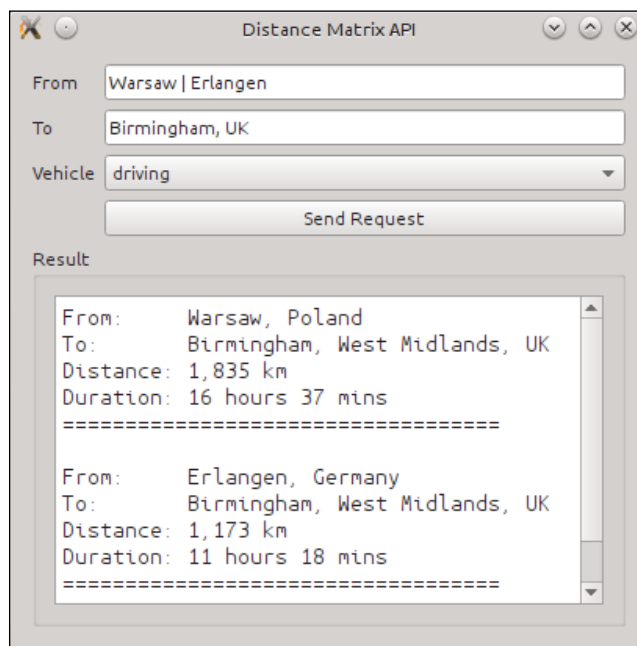 Distance Matrix API
From Warsaw | Erlangen
To Birmingham, UK
Vehicle driving
Send Request
Result
From: Warsaw, Poland
To: Birmingham, West Midlands, UK
Distance: 1,835 km
Duration: 16 hours 37 mins
===================================
From: Erlangen, Germany
To: Birmingham, West Midlands, UK
Distance: 1,173 km
Duration: 11 hours 18 mins
===================================